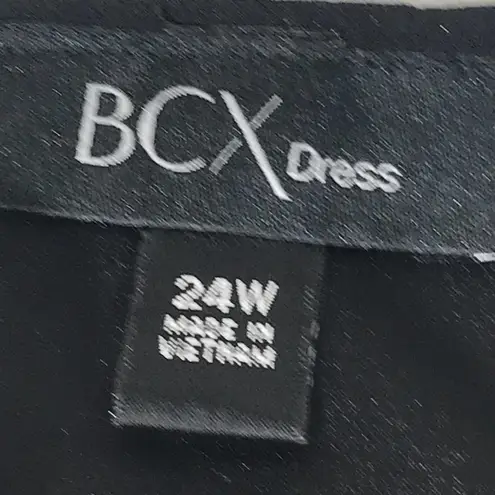 BCX Dress
24W
MADE IN
VIETNAM